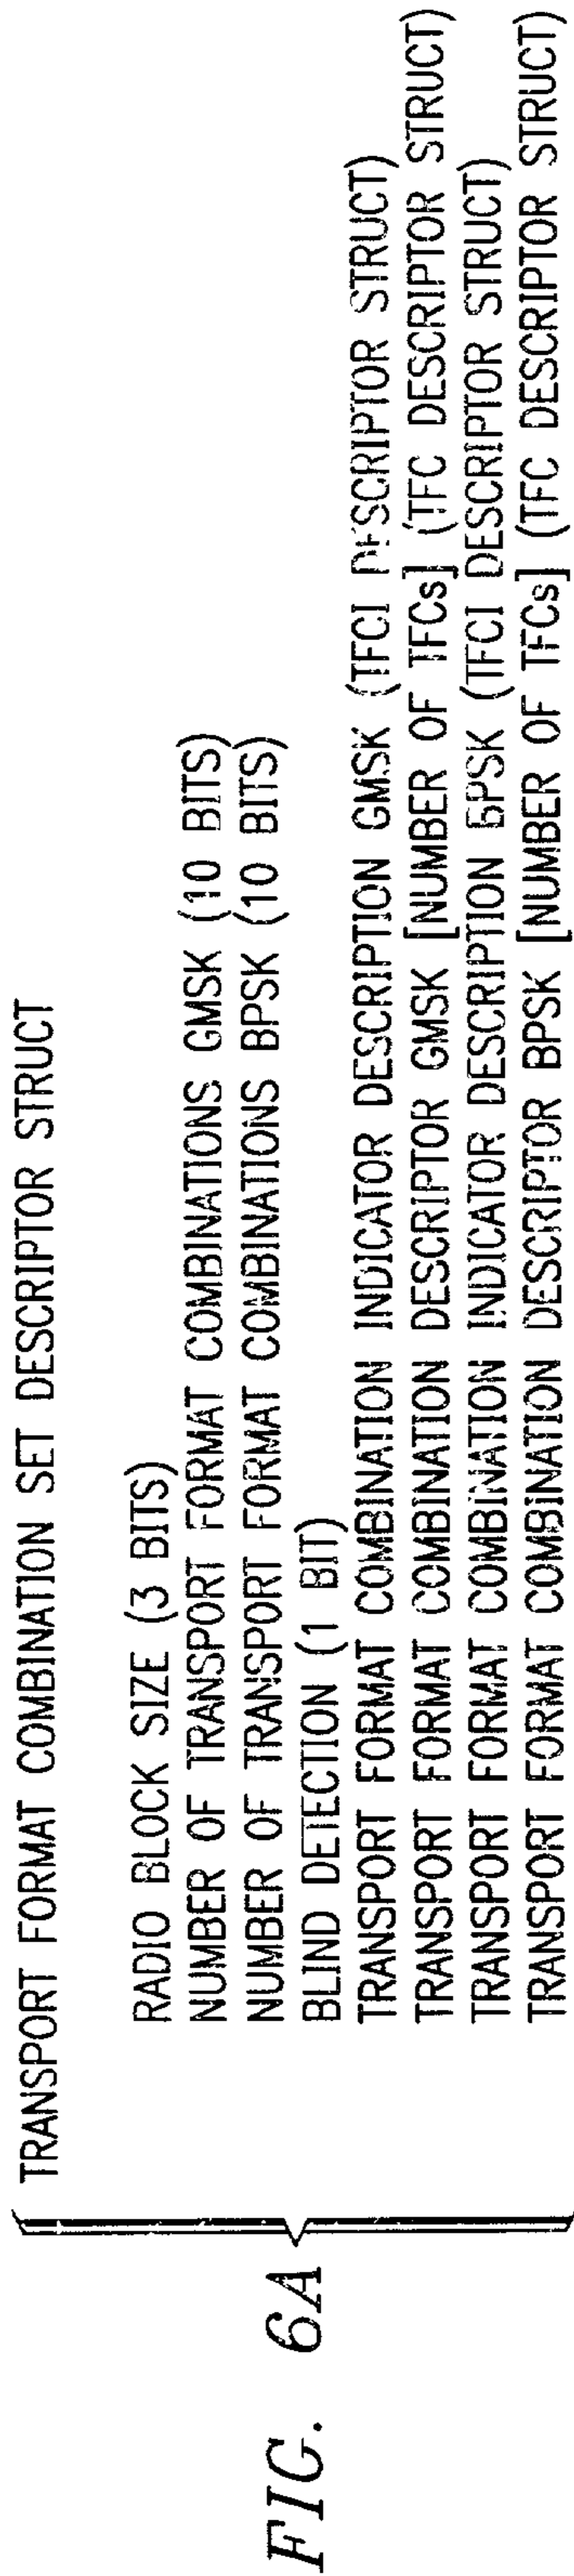 TRANSPORT FORMAT COMBINATION SET DESCRIPTOR STRUCT
RADIO BLOCK SIZE (3 BITS)
NUMBER OF TRANSPORT FORMAT COMBINATIONS GMSK (10 BITS)
NUMBER OF TRANSPORT FORMAT COMBINATIONS BPSK (10 BITS)
BLIND DETECTION (1 BIT)
TRANSPORT FORMAT COMBINATION INDICATOR DESCRIPTION GMSK (TFCI DESCRIPTOR STRUCT)
TRANSPORT FORMAT COMBINATION DESCRIPTOR GMSK [NUMBER OF TFCs] (TFC DESCRIPTOR STRUCT)
TRANSPORT FORMAT COMBINATION INDICATOR DESCRIPTION BPSK (TFCI DESCRIPTOR STRUCT)
TRANSPORT FORMAT COMBINATION DESCRIPTOR BPSK [NUMBER OF TFCs] (TFC DESCRIPTOR STRUCT)
FIG. 6A